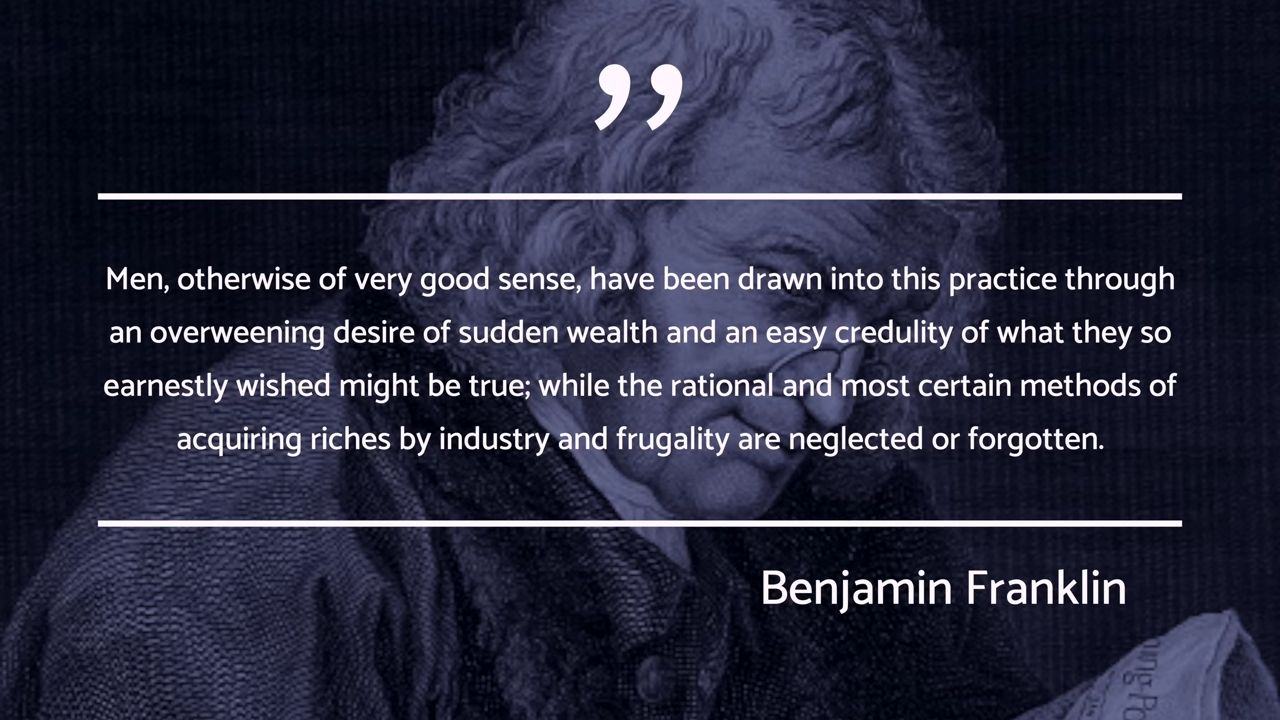 ”
Men, otherwise of very good sense, have been drawn into this practice through
an overweening desire of sudden wealth and an easy credulity of what they so
earnestly wished might be true; while the rational and most certain methods of
acquiring riches by industry and frugality are neglected or forgotten.
Benjamin Franklin